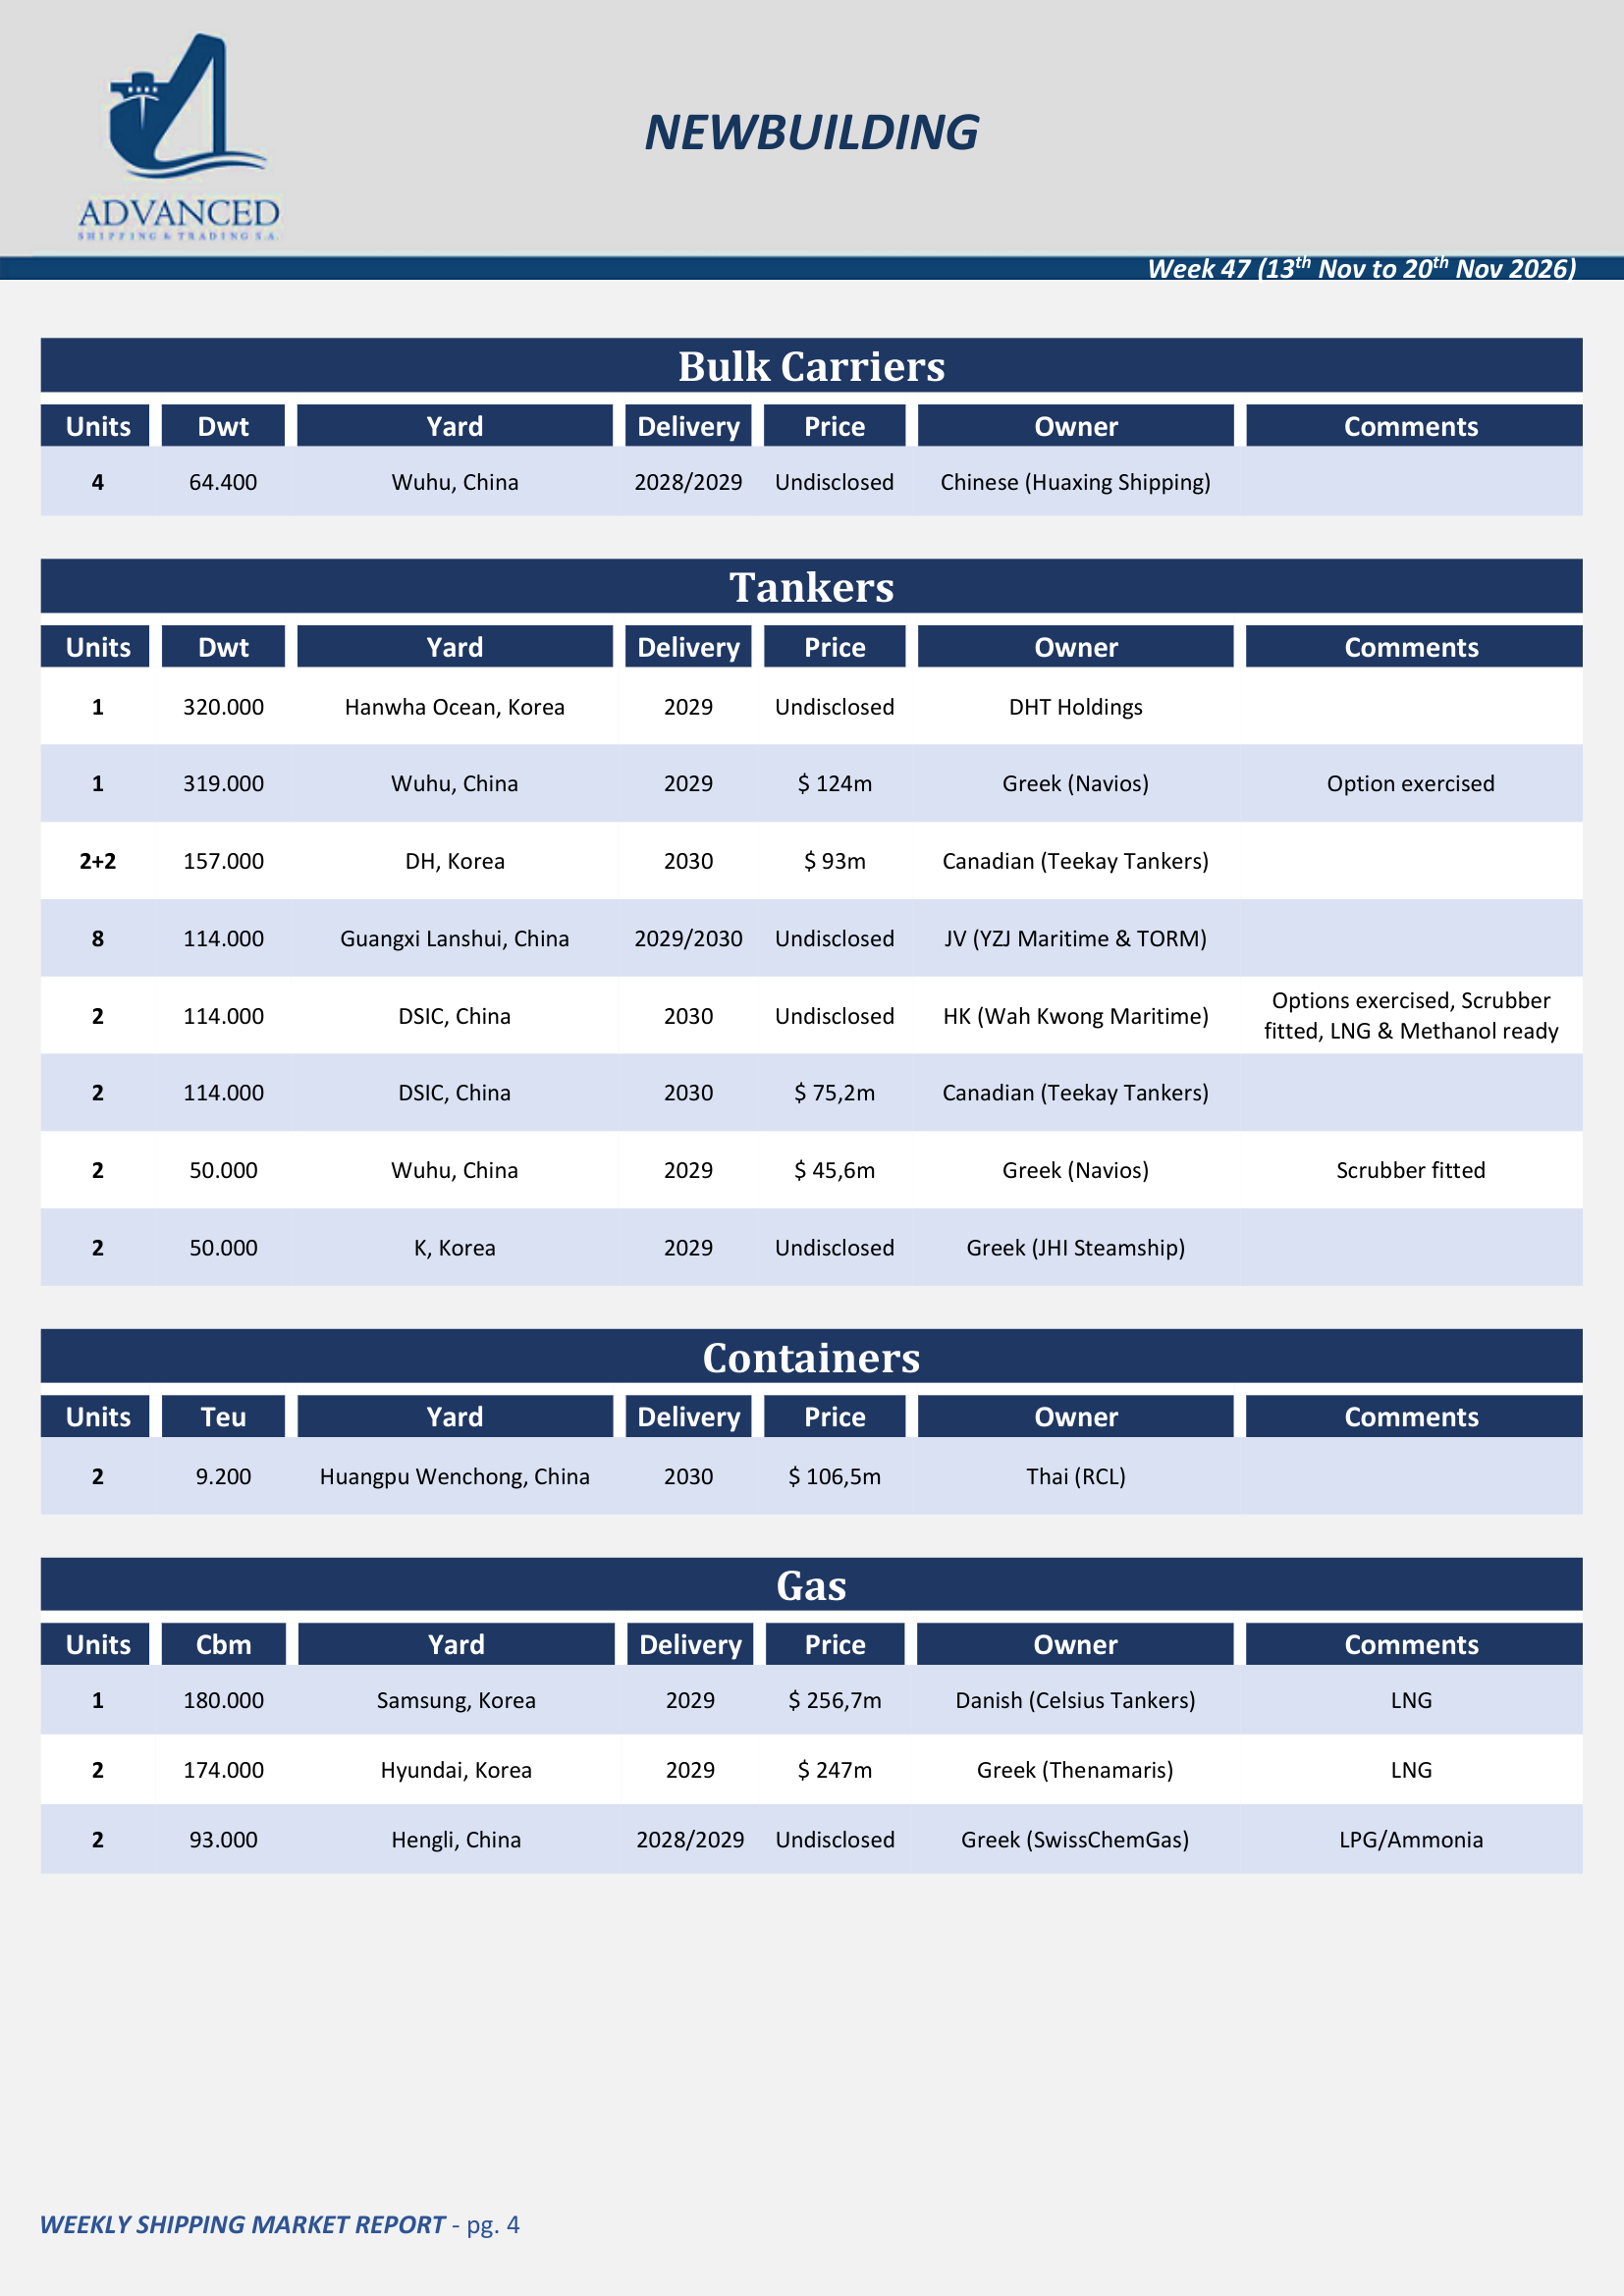 ADVANCED
SHIPPING & TRADING S.A.
NEWBUILDING
Week 47 (13th Nov to 20th Nov 2026)
Bulk Carriers
Units Dwt Yard Delivery Price Owner Comments
4 64.400 Wuhu, China 2028/2029 Undisclosed Chinese (Huaxing Shipping)
Tankers
Units Dwt Yard Delivery Price Owner Comments
1 320.000 Hanwha Ocean, Korea 2029 Undisclosed DHT Holdings
1 319.000 Wuhu, China 2029 $ 124m Greek (Navios) Option exercised
2+2 157.000 DH, Korea 2030 $ 93m Canadian (Teekay Tankers)
8 114.000 Guangxi Lanshui, China 2029/2030 Undisclosed JV (YZJ Maritime & TORM)
2 114.000 DSIC, China 2030 Undisclosed HK (Wah Kwong Maritime) Options exercised, Scrubber
fitted, LNG & Methanol ready
2 114.000 DSIC, China 2030 $ 75,2m Canadian (Teekay Tankers)
2 50.000 Wuhu, China 2029 $ 45,6m Greek (Navios) Scrubber fitted
2 50.000 K, Korea 2029 Undisclosed Greek (JHI Steamship)
Containers
Units Teu Yard Delivery Price Owner Comments
2 9.200 Huangpu Wenchong, China 2030 $ 106,5m Thai (RCL)
Gas
Units Cbm Yard Delivery Price Owner Comments
1 180.000 Samsung, Korea 2029 $ 256,7m Danish (Celsius Tankers) LNG
2 174.000 Hyundai, Korea 2029 $ 247m Greek (Thenamaris) LNG
2 93.000 Hengli, China 2028/2029 Undisclosed Greek (SwissChemGas) LPG/Ammonia
WEEKLY SHIPPING MARKET REPORT - pg. 4